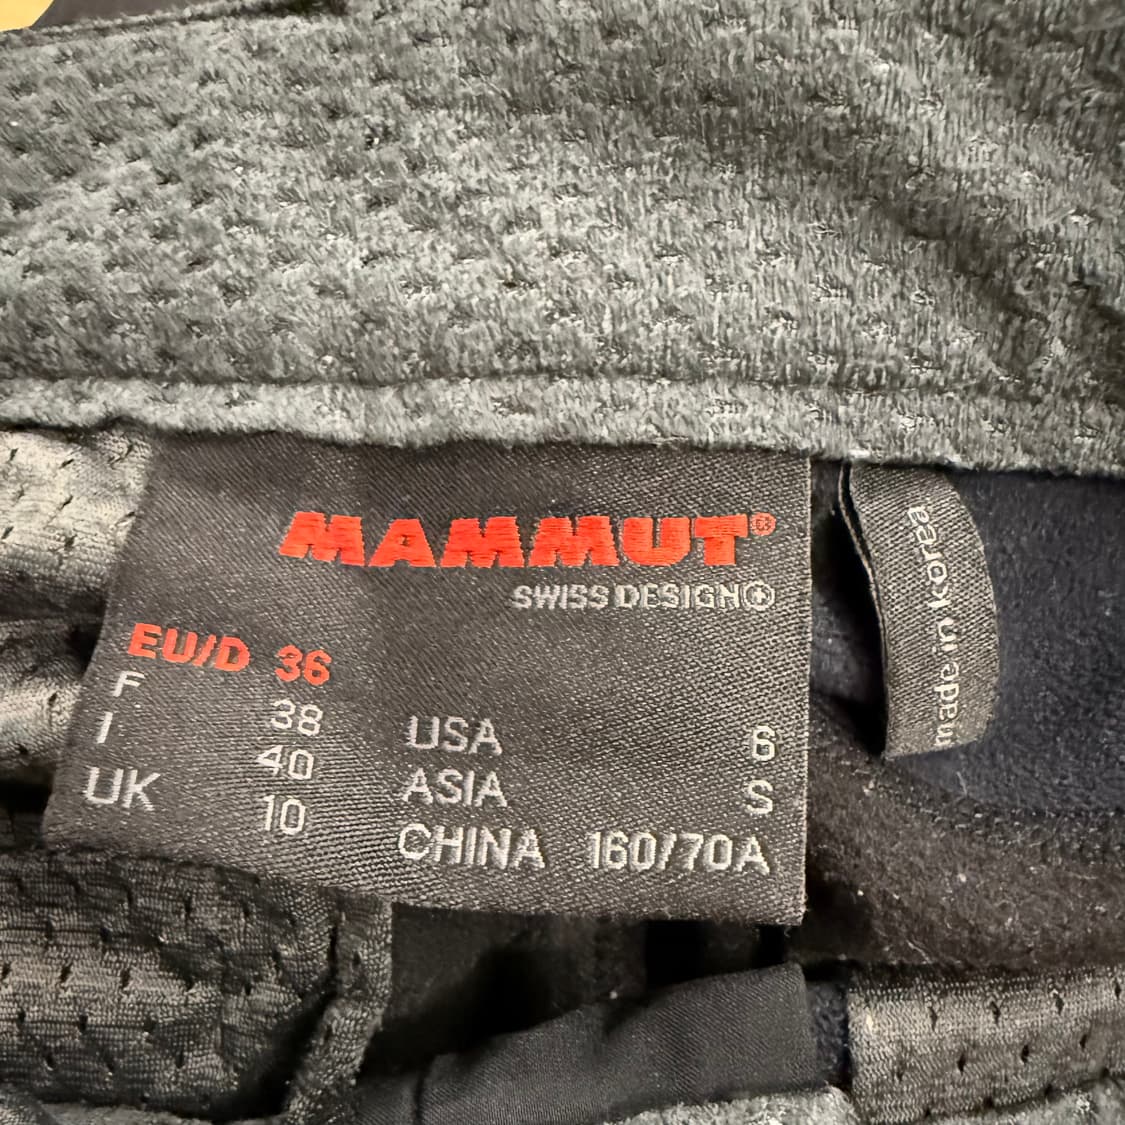 MAMMUT®
SWISS DESIGN
EU/D 36
F 38
I 40
UK 10
USA 6
ASIA S
CHINA 160/70A
made in korea